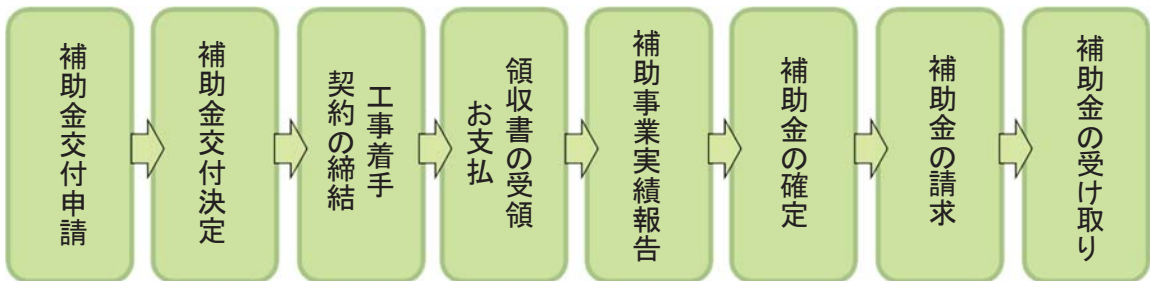 補助金交付申請
補助金交付決定
契約の締結
工事着手
お支払
領収書の受領
補助事業実績報告
補助金の確定
補助金の請求
補助金の受け取り